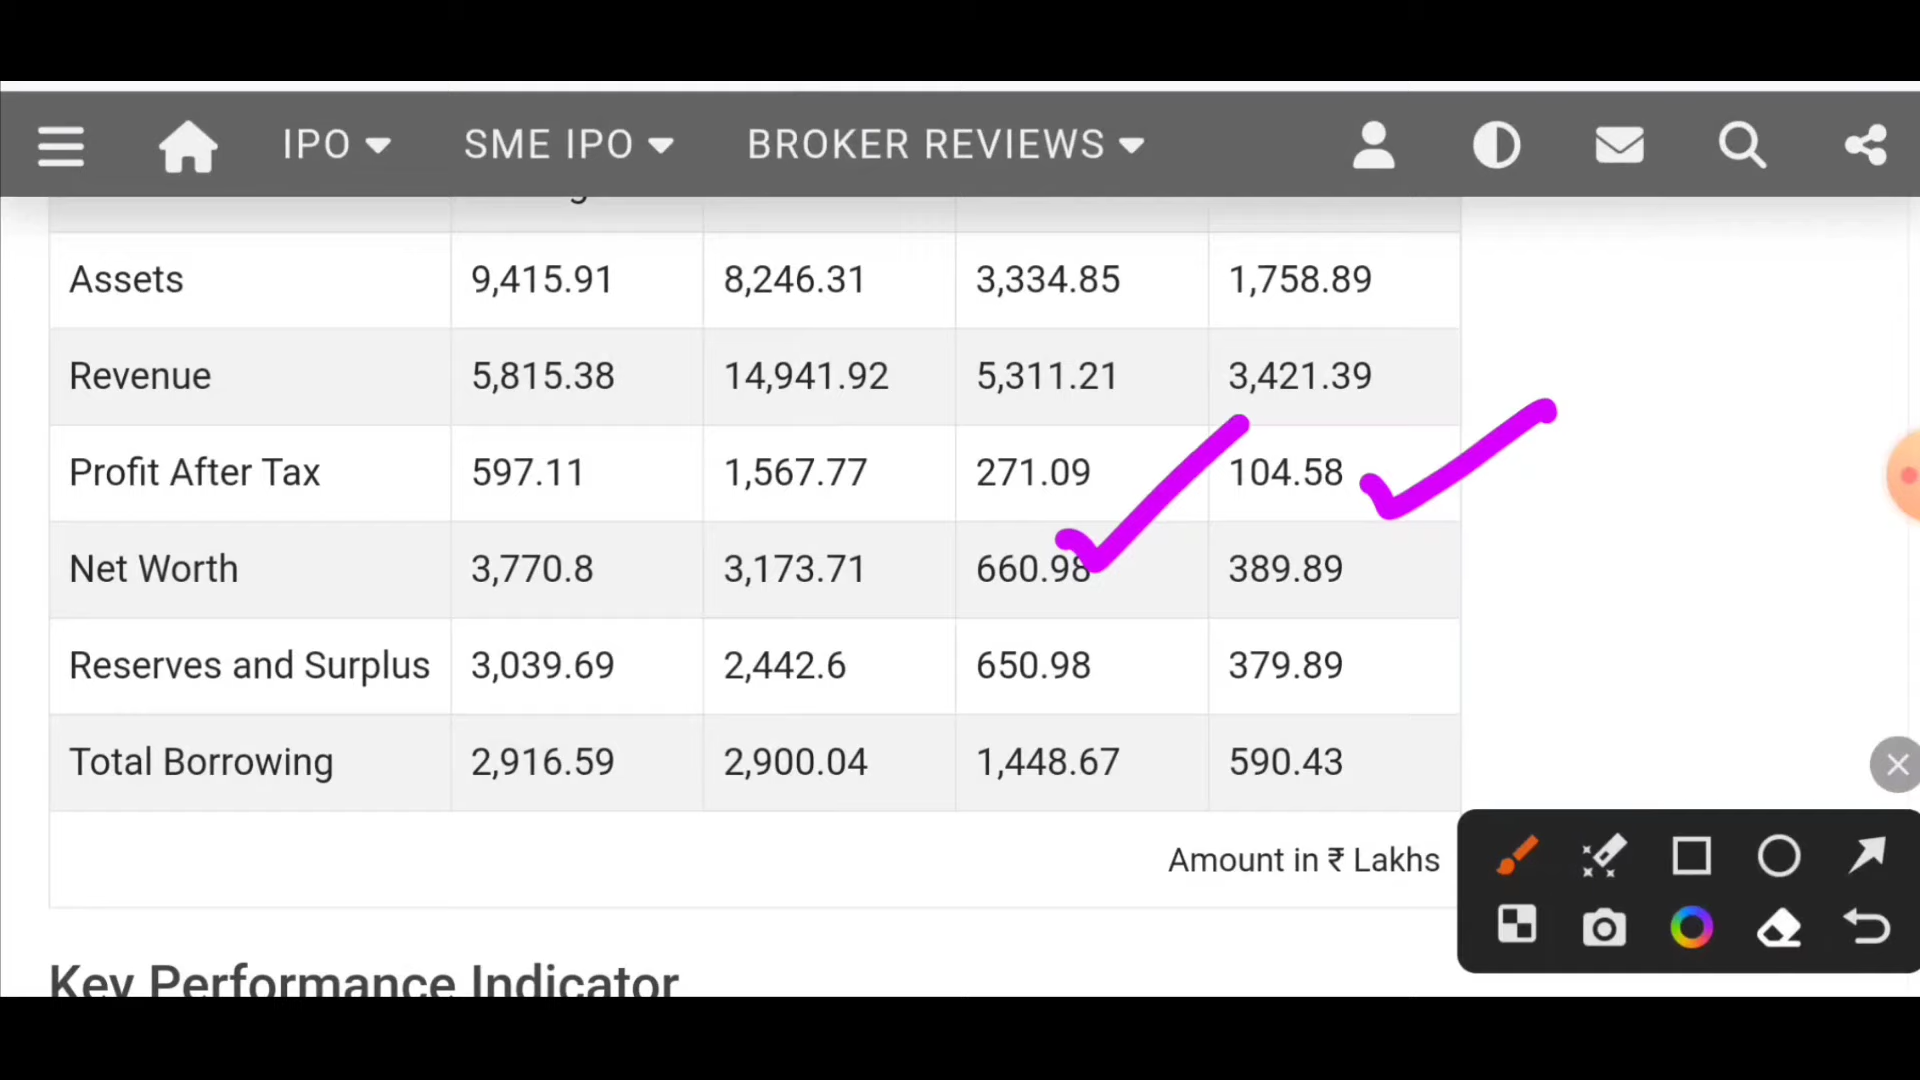 IPO SME IPO BROKER REVIEWS
Assets 9,415.91 8,246.31 3,334.85 1,758.89
Revenue 5,815.38 14,941.92 5,311.21 3,421.39
Profit After Tax 597.11 1,567.77 271.09 104.58
Net Worth 3,770.8 3,173.71 660.98 389.89
Reserves and Surplus 3,039.69 2,442.6 650.98 379.89
Total Borrowing 2,916.59 2,900.04 1,448.67 590.43
Amount in ₹ Lakhs
Key Performance Indicator